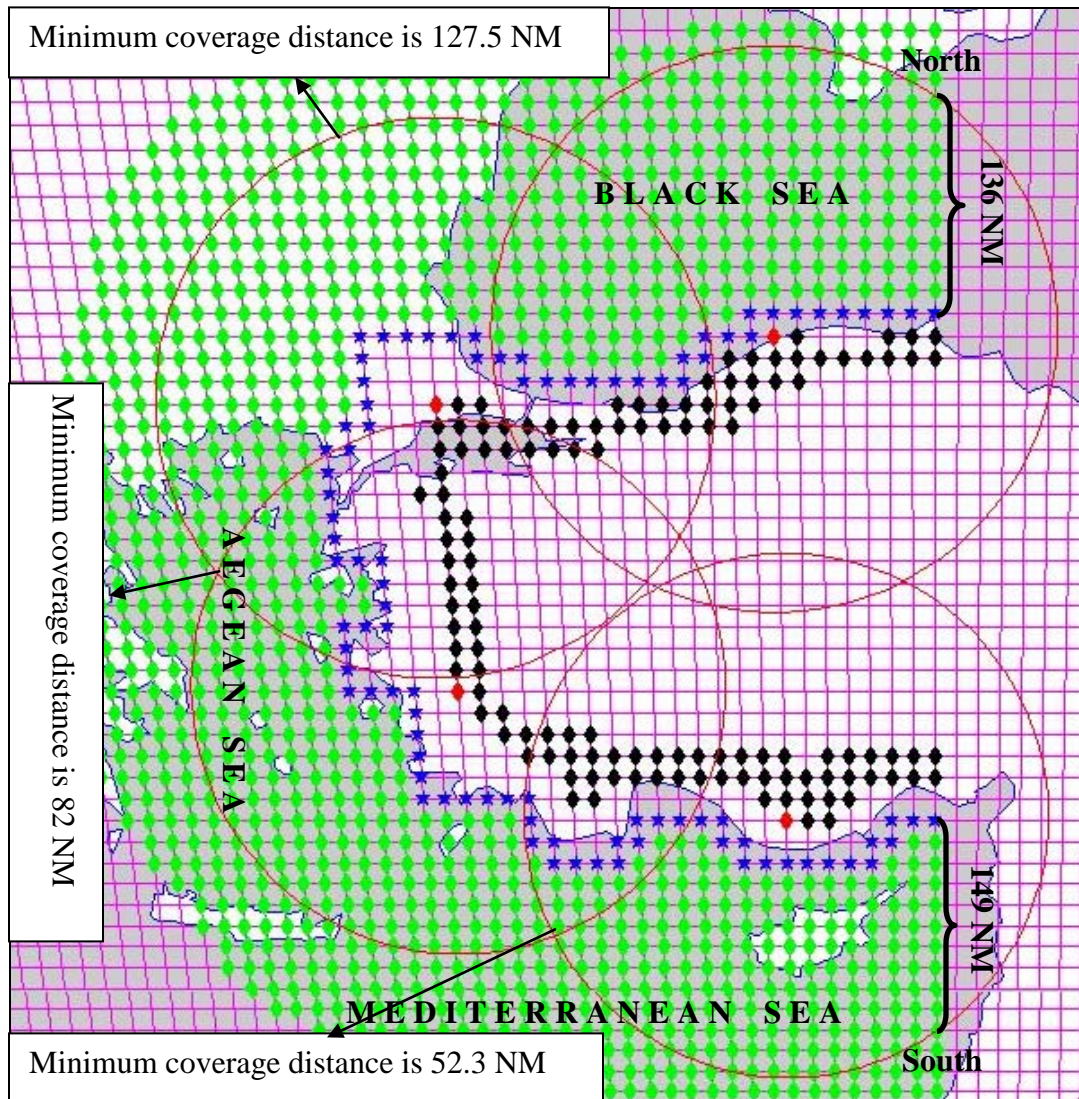 Minimum coverage distance is 127.5 NM
North
136 NM
BLACK SEA
Minimum coverage distance is 82 NM
AEGEAN SEA
149 NM
MEDITERRANEAN SEA
Minimum coverage distance is 52.3 NM
South